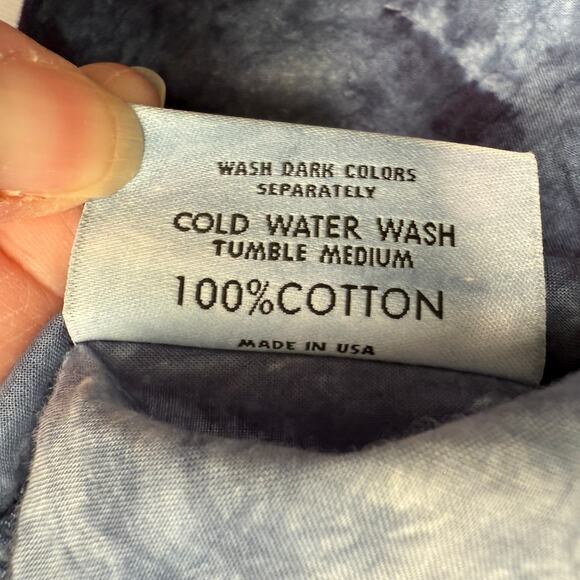 WASH DARK COLORS
SEPARATELY
COLD WATER WASH
TUMBLE MEDIUM
100%COTTON
MADE IN USA